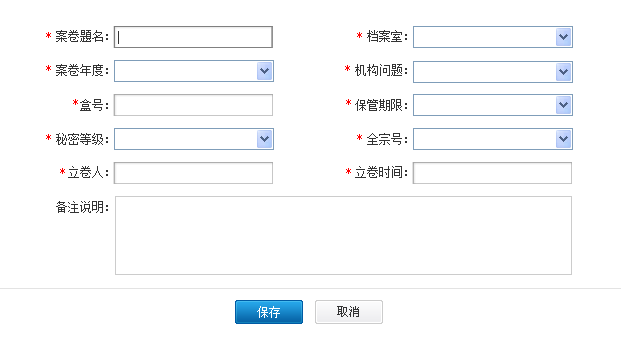 * 案卷题名： * 档案室：
* 案卷年度： * 机构问题：
*盒号： * 保管期限：
* 秘密等级： * 全宗号：
*立卷人： * 立卷时间：
备注说明：
保存 取消